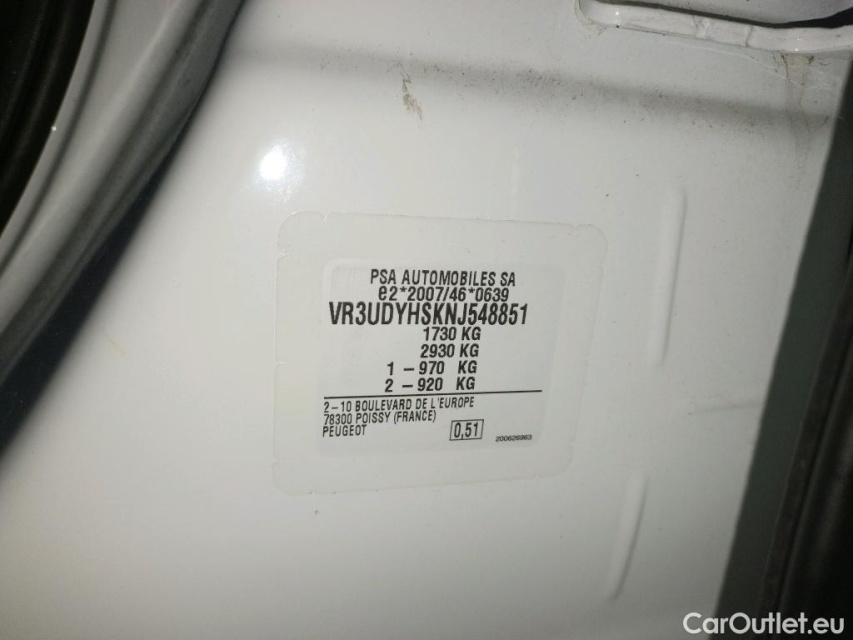 PSA AUTOMOBILES SA
e2*2007/46*0639
VR3UDYHSKNJ548851
1730 KG
2930 KG
1 - 970 KG
2 - 920 KG
2 - 10 BOULEVARD DE L'EUROPE
78300 POISSY (FRANCE)
PEUGEOT
0,51
200626963
CarOutlet.eu